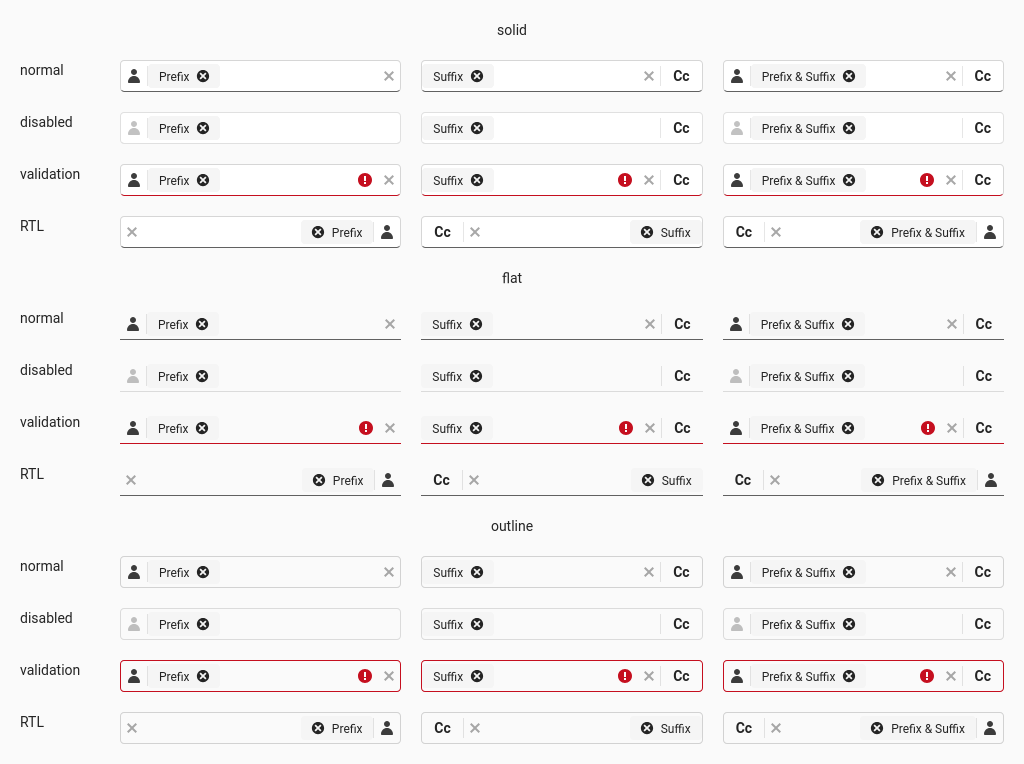 solid
normal Prefix Suffix Cc Prefix & Suffix Cc
disabled Prefix Suffix Cc Prefix & Suffix Cc
validation Prefix Suffix Cc Prefix & Suffix Cc
RTL Prefix Cc Suffix Cc Prefix & Suffix
flat
normal Prefix Suffix Cc Prefix & Suffix Cc
disabled Prefix Suffix Cc Prefix & Suffix Cc
validation Prefix Suffix Cc Prefix & Suffix Cc
RTL Prefix Cc Suffix Cc Prefix & Suffix
outline
normal Prefix Suffix Cc Prefix & Suffix Cc
disabled Prefix Suffix Cc Prefix & Suffix Cc
validation Prefix Suffix Cc Prefix & Suffix Cc
RTL Prefix Cc Suffix Cc Prefix & Suffix